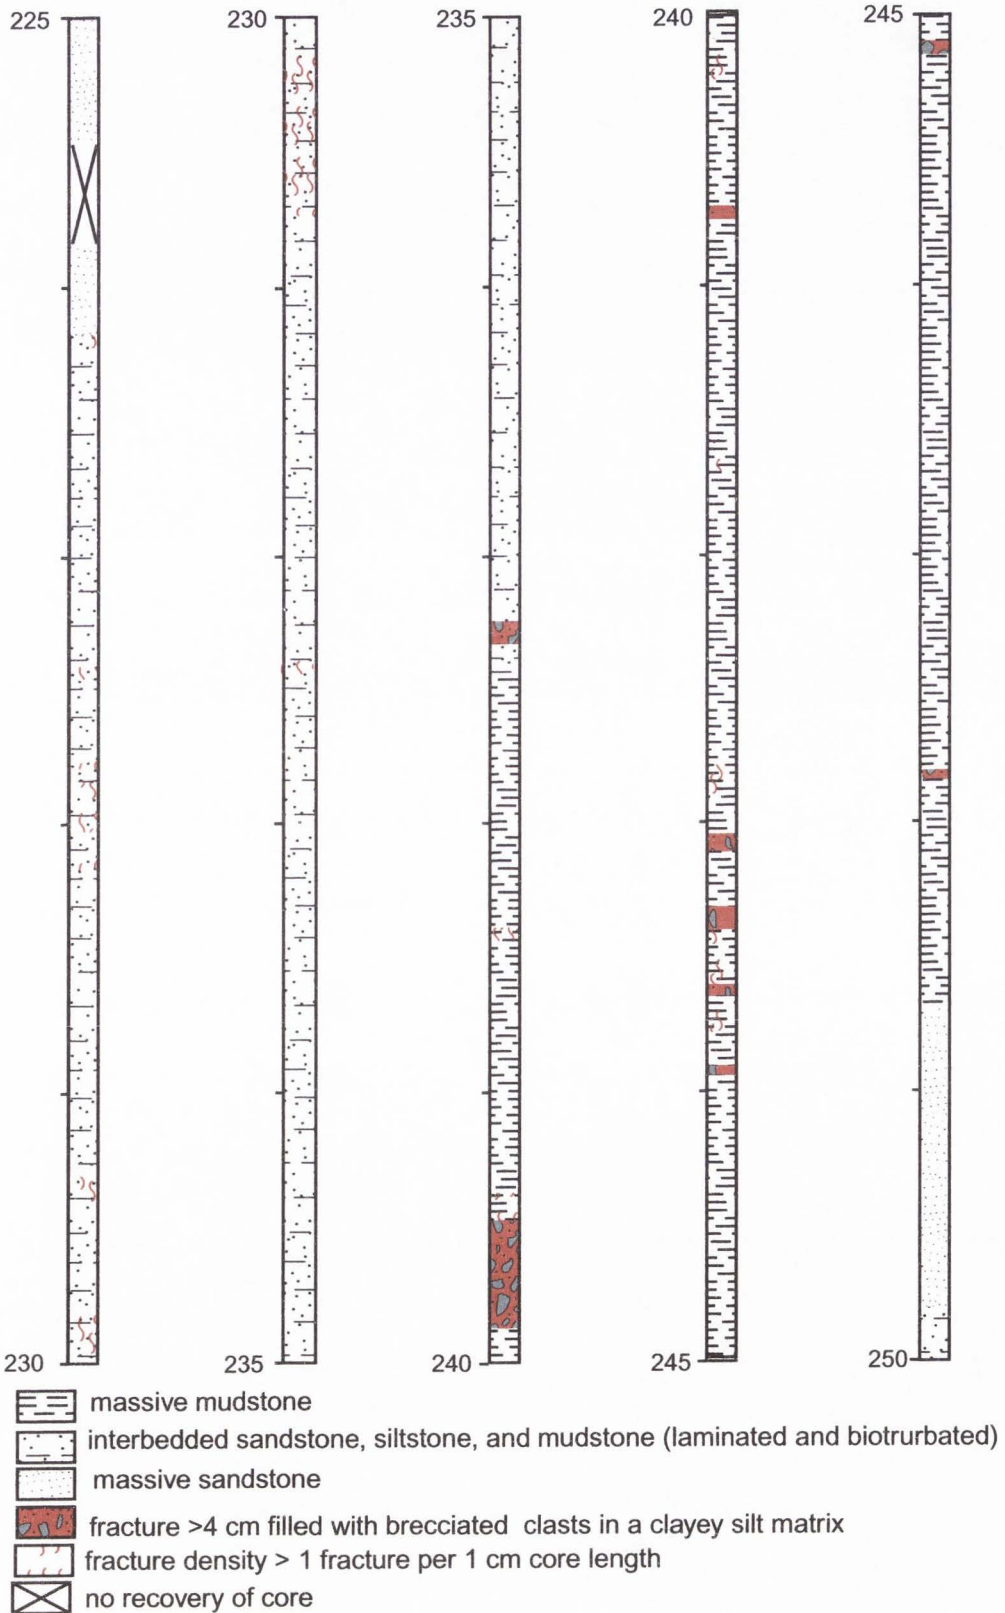 225 230 235 240 245
230 235 240 245 250
massive mudstone
interbedded sandstone, siltstone, and mudstone (laminated and biotrurbated)
massive sandstone
fracture >4 cm filled with brecciated clasts in a clayey silt matrix
fracture density > 1 fracture per 1 cm core length
no recovery of core